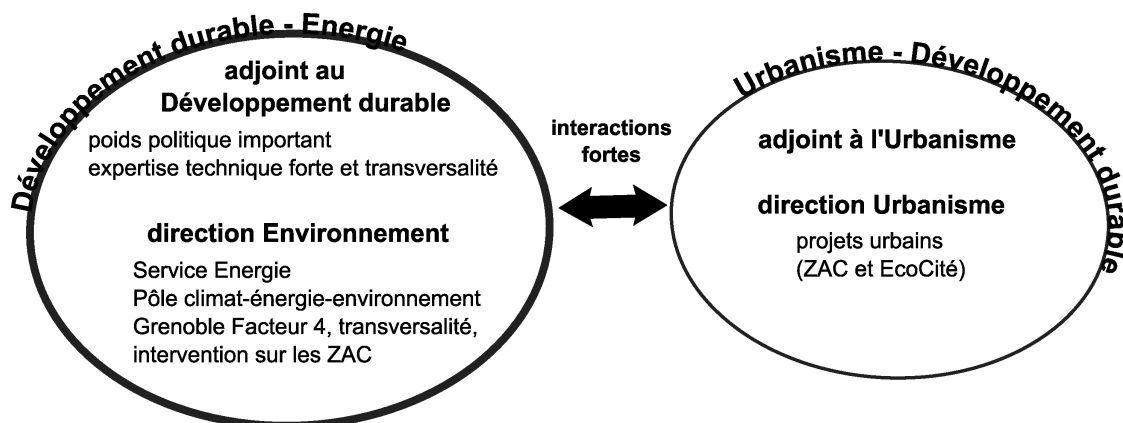 Développement durable - Energie
adjoint au
Développement durable
poids politique important
expertise technique forte et transversalité
direction Environnement
Service Energie
Pôle climat-énergie-environnement
Grenoble Facteur 4, transversalité,
intervention sur les ZAC
interactions
fortes
Urbanisme - Développement durable
adjoint à l'Urbanisme
direction Urbanisme
projets urbains
(ZAC et EcoCité)